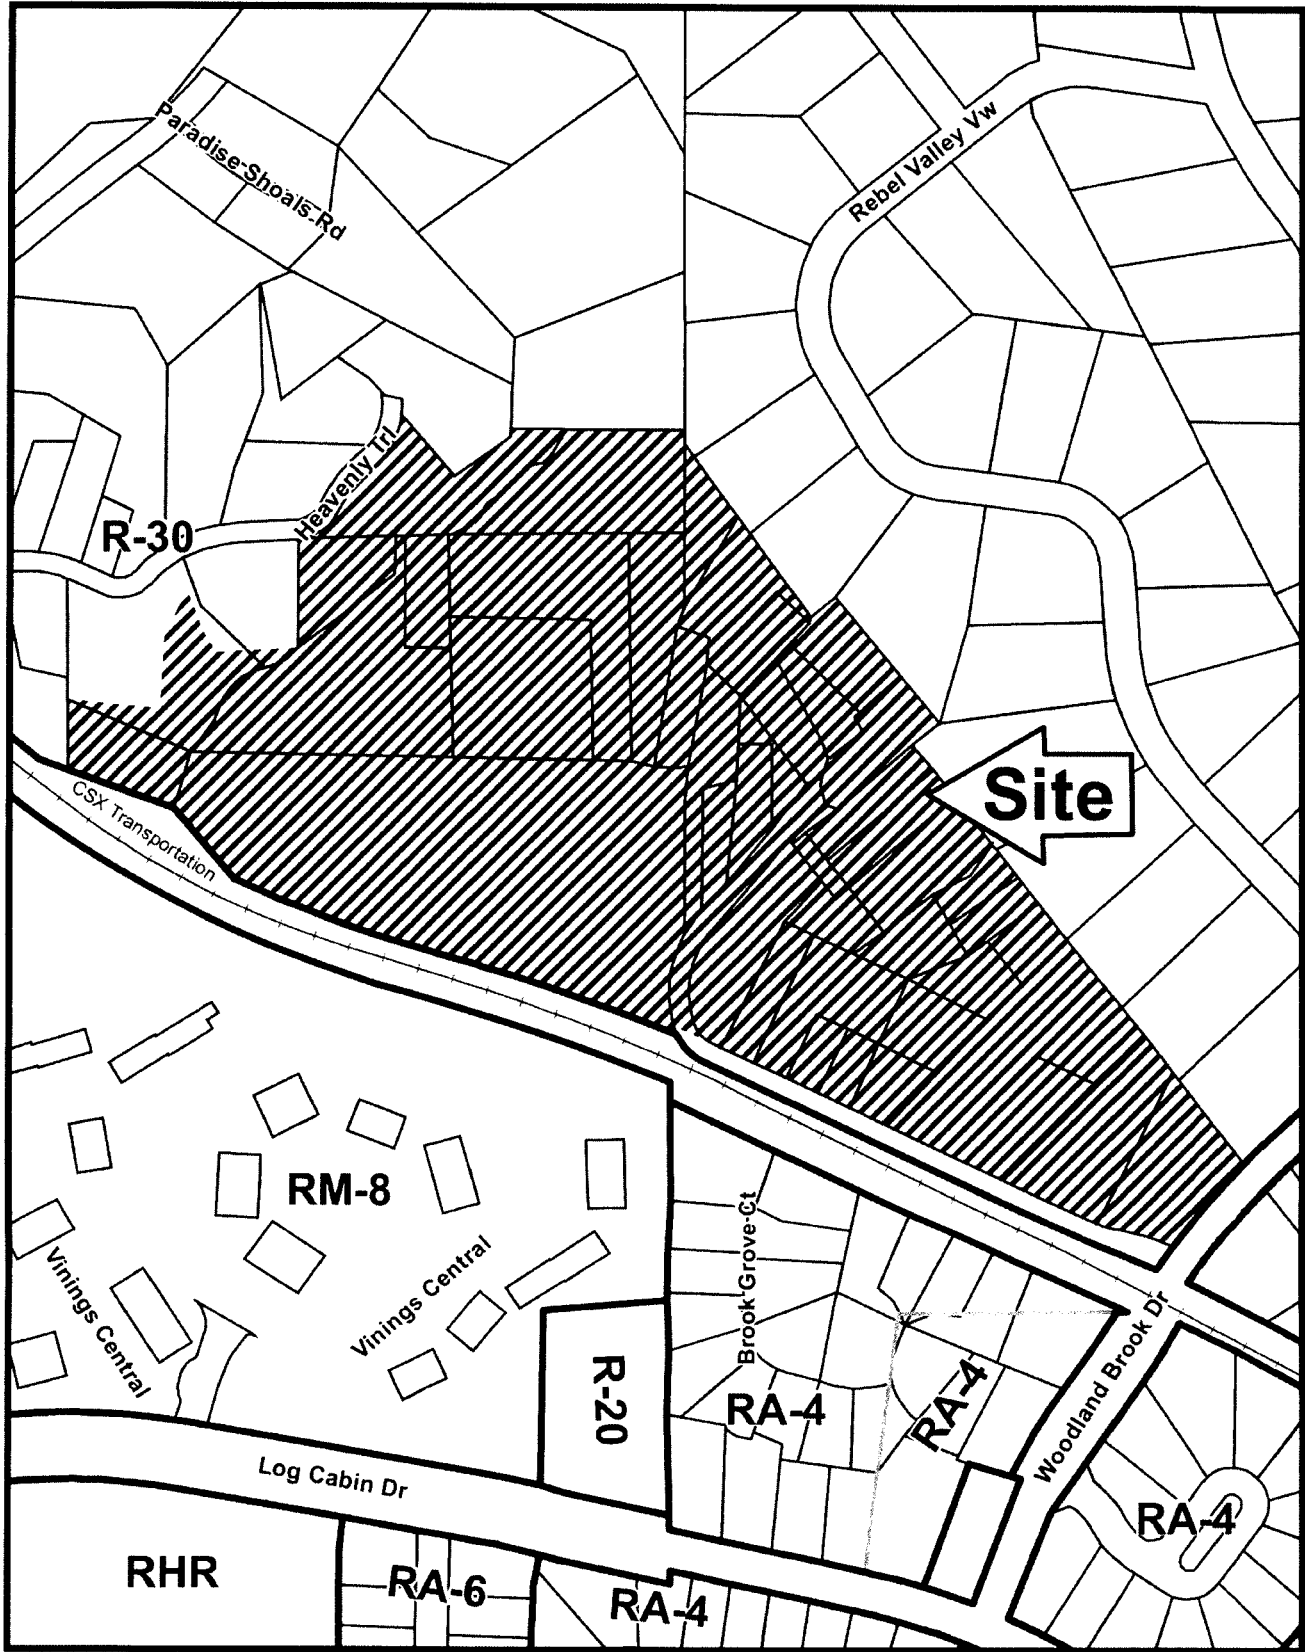 Paradise Shoals Rd
Rebel Valley Vw
Heavenly Trl
R-30
Site
CSX Transportation
RM-8
Vinings Central
Vinings Central
Brook Grove Ct
R-20
RA-4
RA-4
Woodland Brook Dr
Log Cabin Dr
RA-4
RHR
RA-6
RA-4